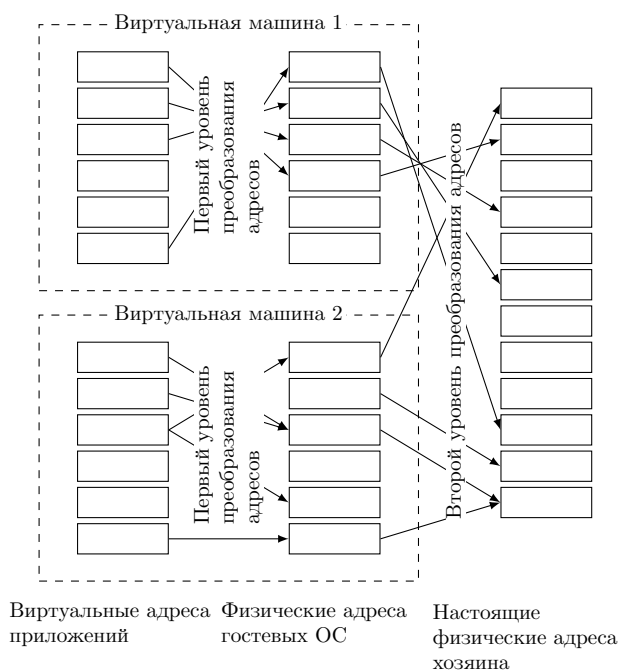 Виртуальная машина 1
Первый уровень
преобразования
адресов
Второй уровень преобразования адресов
Виртуальная машина 2
Первый уровень
преобразования
адресов
Виртуальные адреса
приложений
Физические адреса
гостевых ОС
Настоящие
физические адреса
хозяина